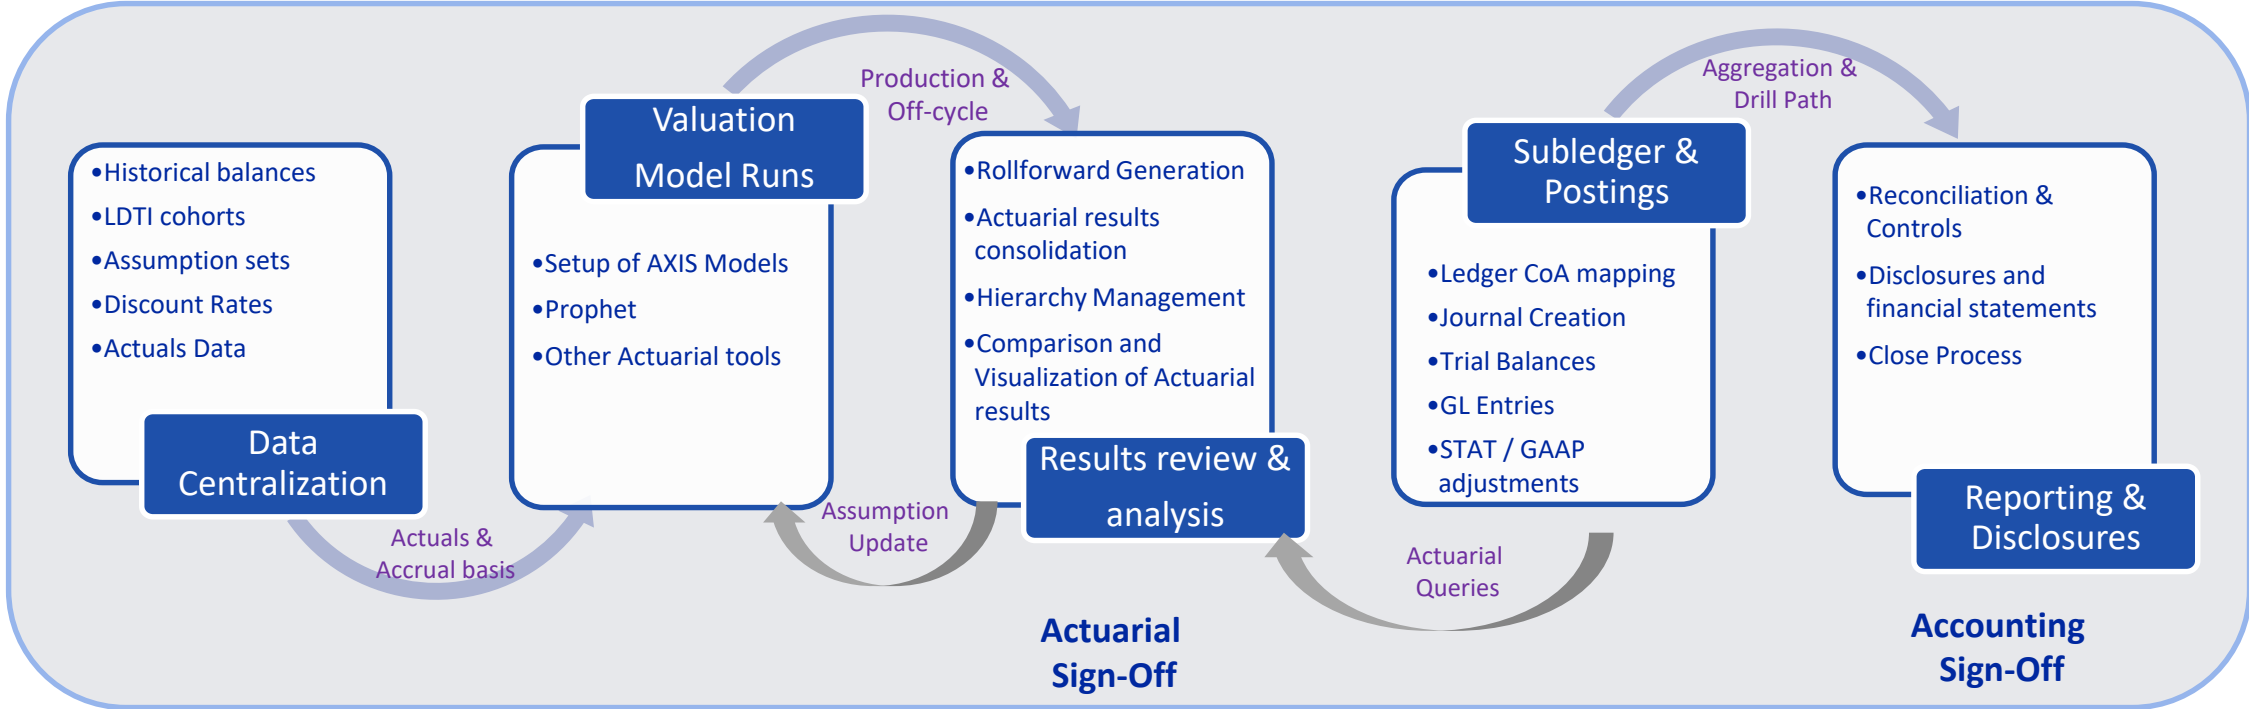 •Historical balances
•LDTI cohorts
•Assumption sets
•Discount Rates
•Actuals Data
Data
Centralization
Actuals &
Accrual basis
Valuation
Model Runs
•Setup of AXIS Models
•Prophet
•Other Actuarial tools
Production &
Off-cycle
•Rollforward Generation
•Actuarial results
consolidation
•Hierarchy Management
•Comparison and
Visualization of Actuarial
results
Results review &
analysis
Assumption
Update
Actuarial
Sign-Off
Subledger &
Postings
•Ledger CoA mapping
•Journal Creation
•Trial Balances
•GL Entries
•STAT / GAAP
adjustments
Actuarial
Queries
Aggregation &
Drill Path
•Reconciliation &
Controls
•Disclosures and
financial statements
•Close Process
Reporting &
Disclosures
Accounting
Sign-Off